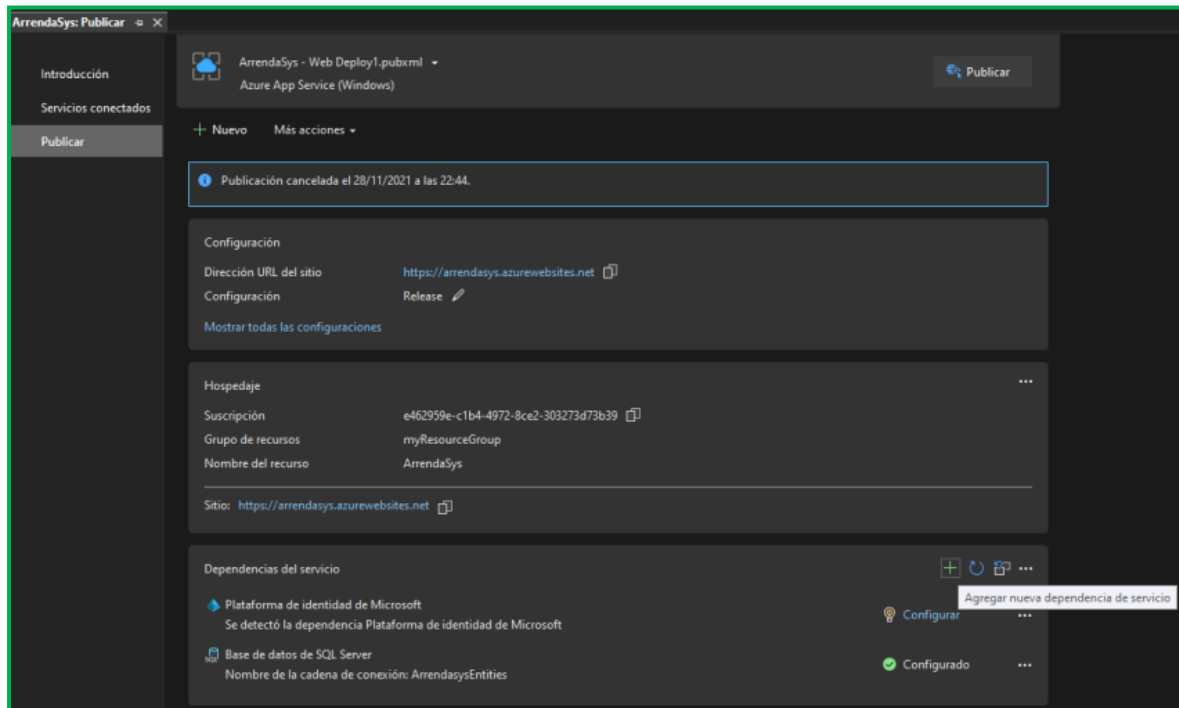 ArrendaSys: Publicar
Introducción
Servicios conectados
Publicar
ArrendaSys - Web Deploy1.pubxml
Azure App Service (Windows)
Publicar
Nuevo Más acciones
Publicación cancelada el 28/11/2021 a las 22:44.
Configuración
Dirección URL del sitio https://arrendasys.azurewebsites.net
Configuración Release
Mostrar todas las configuraciones
Hospedaje
Suscripción e462959e-c1b4-4972-8ce2-303273d73b39
Grupo de recursos myResourceGroup
Nombre del recurso ArrendaSys
Sitio: https://arrendasys.azurewebsites.net
Dependencias del servicio
Agregar nueva dependencia de servicio
Plataforma de identidad de Microsoft
Se detectó la dependencia Plataforma de identidad de Microsoft
Configurar
SQL
Base de datos de SQL Server
Nombre de la cadena de conexión: ArrendasysEntities
Configurado